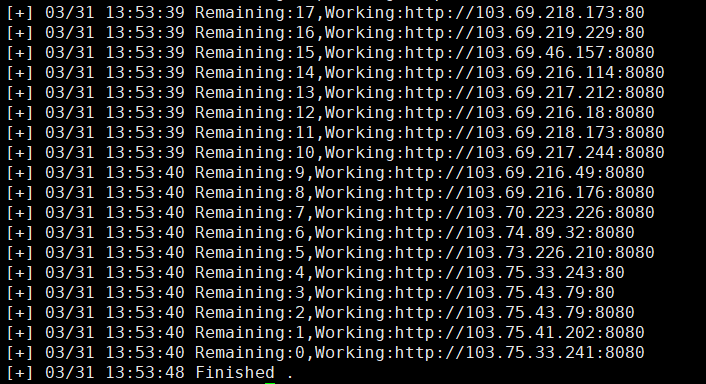 [+] 03/31 13:53:39 Remaining:17,Working:http://103.69.218.173:80
[+] 03/31 13:53:39 Remaining:16,Working:http://103.69.219.229:80
[+] 03/31 13:53:39 Remaining:15,Working:http://103.69.46.157:8080
[+] 03/31 13:53:39 Remaining:14,Working:http://103.69.216.114:8080
[+] 03/31 13:53:39 Remaining:13,Working:http://103.69.217.212:8080
[+] 03/31 13:53:39 Remaining:12,Working:http://103.69.216.18:8080
[+] 03/31 13:53:39 Remaining:11,Working:http://103.69.218.173:8080
[+] 03/31 13:53:39 Remaining:10,Working:http://103.69.217.244:8080
[+] 03/31 13:53:40 Remaining:9,Working:http://103.69.216.49:8080
[+] 03/31 13:53:40 Remaining:8,Working:http://103.69.216.176:8080
[+] 03/31 13:53:40 Remaining:7,Working:http://103.70.223.226:8080
[+] 03/31 13:53:40 Remaining:6,Working:http://103.74.89.32:8080
[+] 03/31 13:53:40 Remaining:5,Working:http://103.73.226.210:8080
[+] 03/31 13:53:40 Remaining:4,Working:http://103.75.33.243:80
[+] 03/31 13:53:40 Remaining:3,Working:http://103.75.43.79:80
[+] 03/31 13:53:40 Remaining:2,Working:http://103.75.43.79:8080
[+] 03/31 13:53:40 Remaining:1,Working:http://103.75.41.202:8080
[+] 03/31 13:53:40 Remaining:0,Working:http://103.75.33.241:8080
[+] 03/31 13:53:48 Finished .